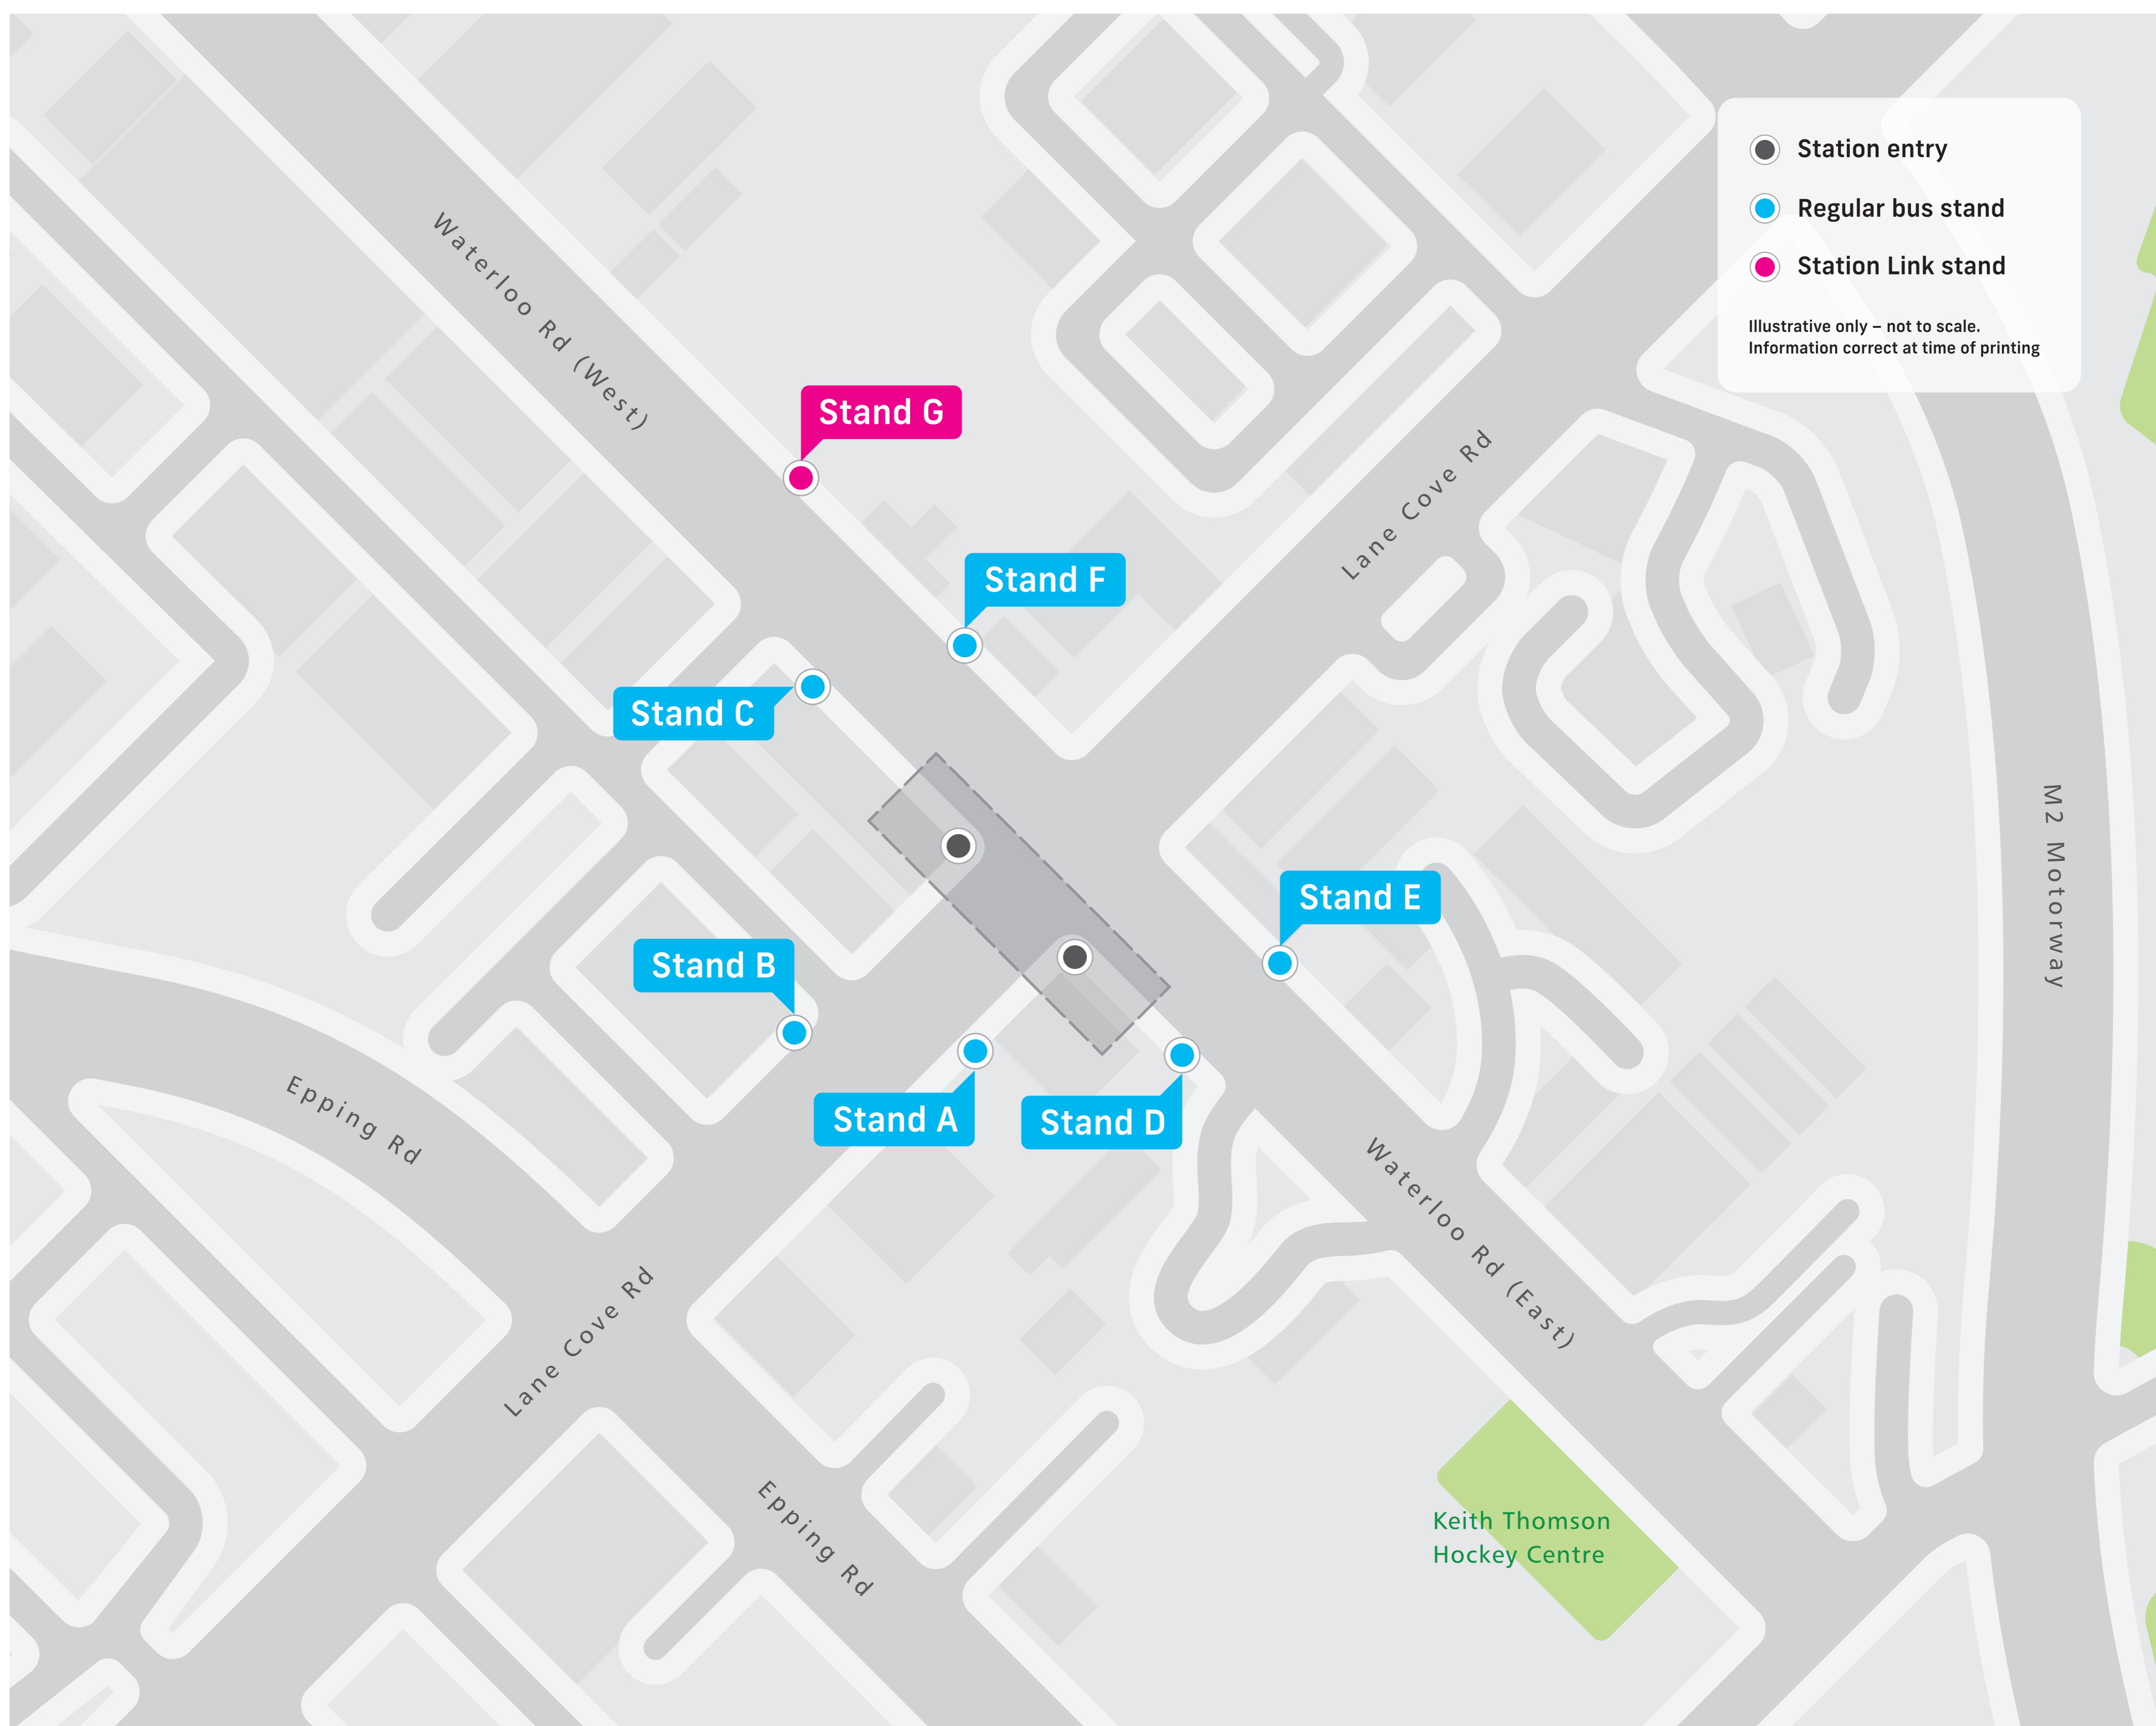 Station entry
Regular bus stand
Station Link stand
Illustrative only – not to scale.
Information correct at time of printing
Waterloo Rd (West)
Stand G
Lane Cove Rd
Stand F
Stand C
M2 Motorway
Stand E
Stand B
Epping Rd
Stand A
Stand D
Waterloo Rd (East)
Lane Cove Rd
Epping Rd
Keith Thomson
Hockey Centre